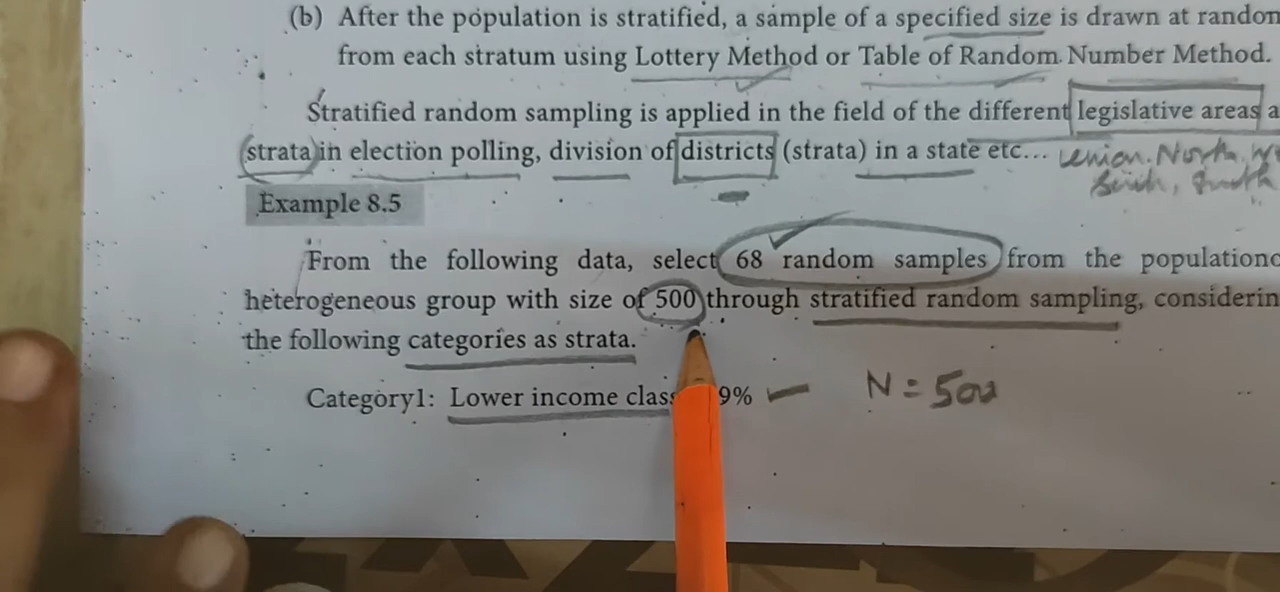 (b) After the population is stratified, a sample of a specified size is drawn at random
from each stratum using Lottery Method or Table of Random Number Method.
Stratified random sampling is applied in the field of the different legislative areas a
strata in election polling, division of districts (strata) in a state etc... North,
Example 8.5
From the following data, select 68 random samples from the population
heterogeneous group with size of 500 through stratified random sampling, considerin
the following categories as strata.
Category1: Lower income class 9% N = 500